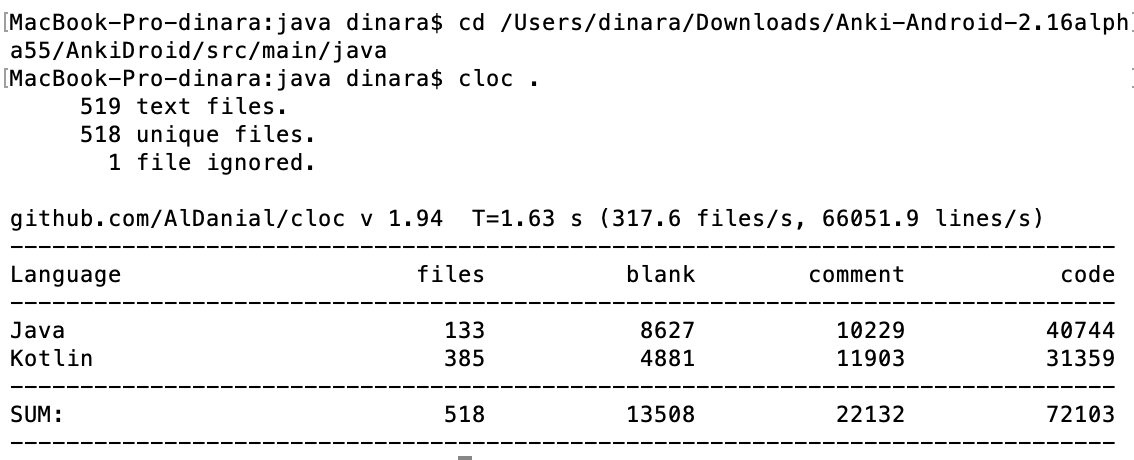 [MacBook-Pro-dinara:java dinara$ cd /Users/dinara/Downloads/Anki-Android-2.16alph]
a55/AnkiDroid/src/main/java
[MacBook-Pro-dinara:java dinara$ cloc . ]
519 text files.
518 unique files.
1 file ignored.
github.com/AlDanial/cloc v 1.94  T=1.63 s (317.6 files/s, 66051.9 lines/s)
-------------------------------------------------------------------------------
Language files blank comment code
-------------------------------------------------------------------------------
Java 133 8627 10229 40744
Kotlin 385 4881 11903 31359
-------------------------------------------------------------------------------
SUM: 518 13508 22132 72103
-------------------------------------------------------------------------------